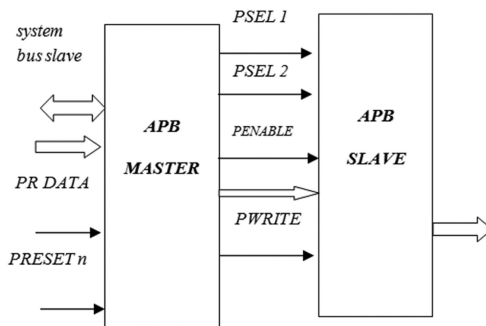 system
bus slave
PR DATA
PRESET n
APB
MASTER
PSEL 1
PSEL 2
PENABLE
PWRITE
APB
SLAVE